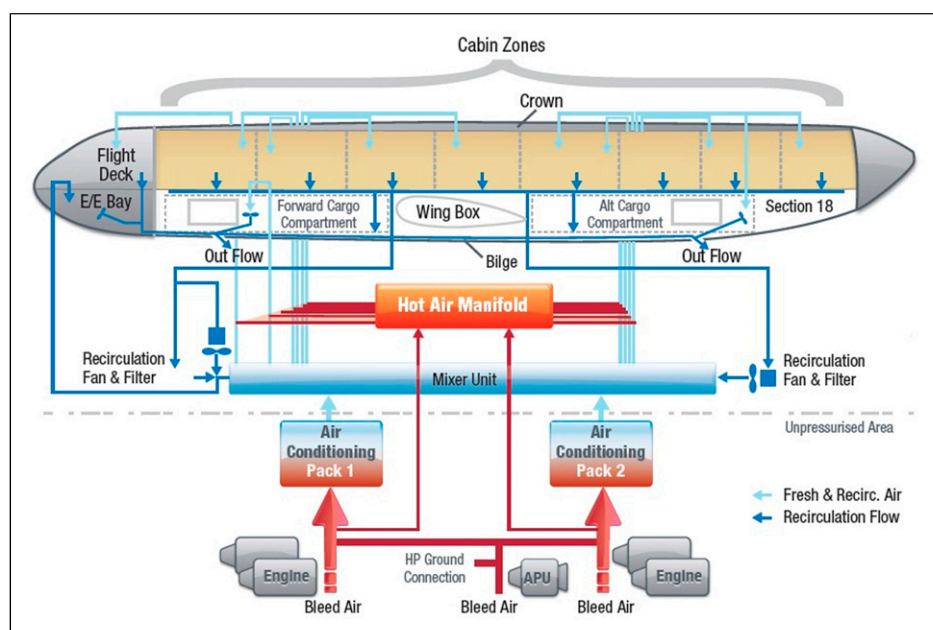 Cabin Zones
Crown
Flight
Deck
E/E Bay
Forward Cargo
Compartment
Wing Box
Alt Cargo
Compartment
Section 18
Out Flow
Bilge
Out Flow
Hot Air Manifold
Recirculation
Fan & Filter
Mixer Unit
Recirculation
Fan & Filter
Unpressurised Area
Air
Conditioning
Pack 1
Air
Conditioning
Pack 2
Fresh & Recirc. Air
Recirculation Flow
Engine
HP Ground
Connection
APU
Engine
Bleed Air
Bleed Air
Bleed Air